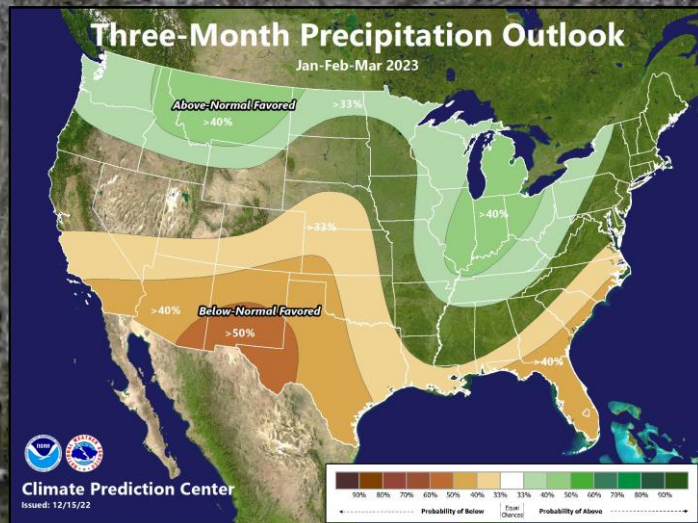 Three-Month Precipitation Outlook
Jan-Feb-Mar 2023
Above-Normal Favored
>33%
>40%
>40%
>33%
>40%
Below-Normal Favored
>50%
>40%
noaa
Climate Prediction Center
Issued: 12/15/22
90% 80% 70% 60% 50% 40% 33% 33% 40% 50% 60% 70% 80% 90%
Probability of Below Equal Chances Probability of Above